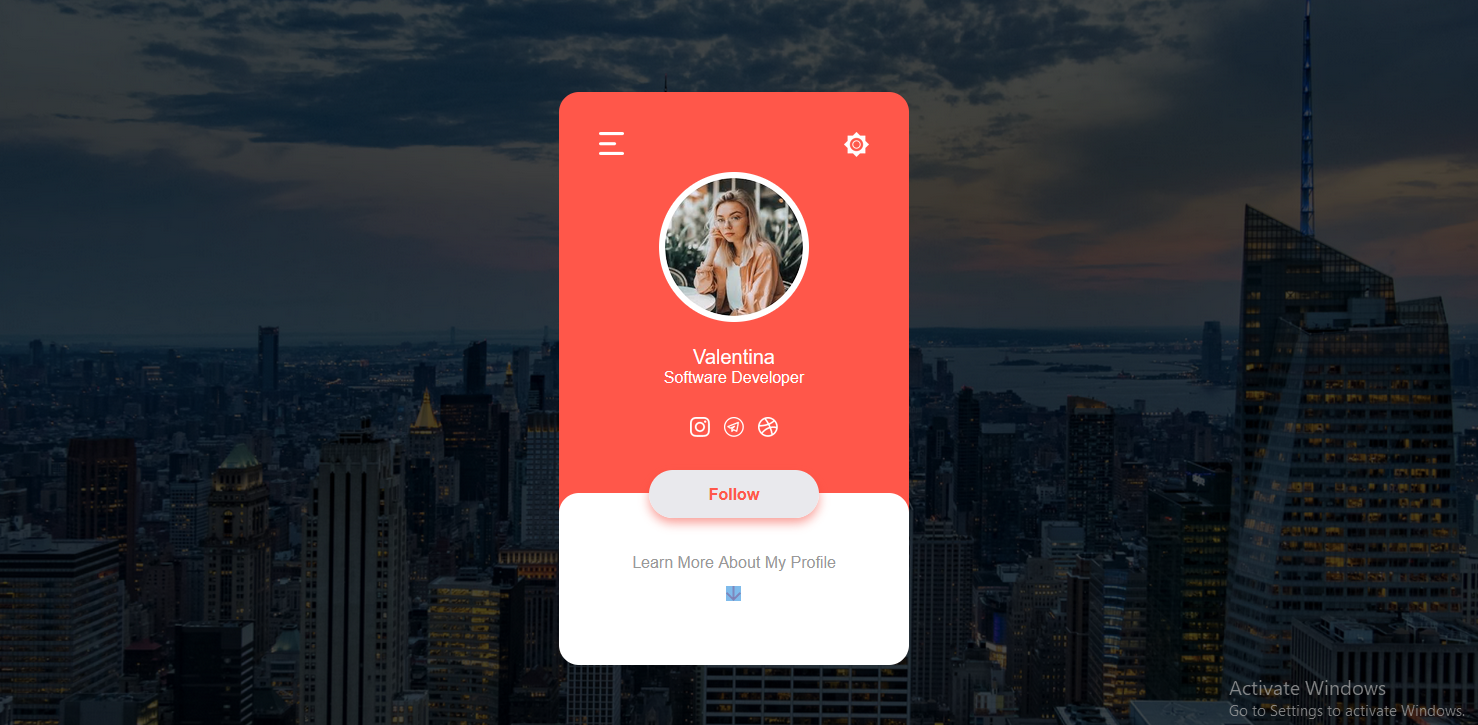 Valentina
Software Developer
Follow
Learn More About My Profile
Activate Windows
Go to Settings to activate Windows.